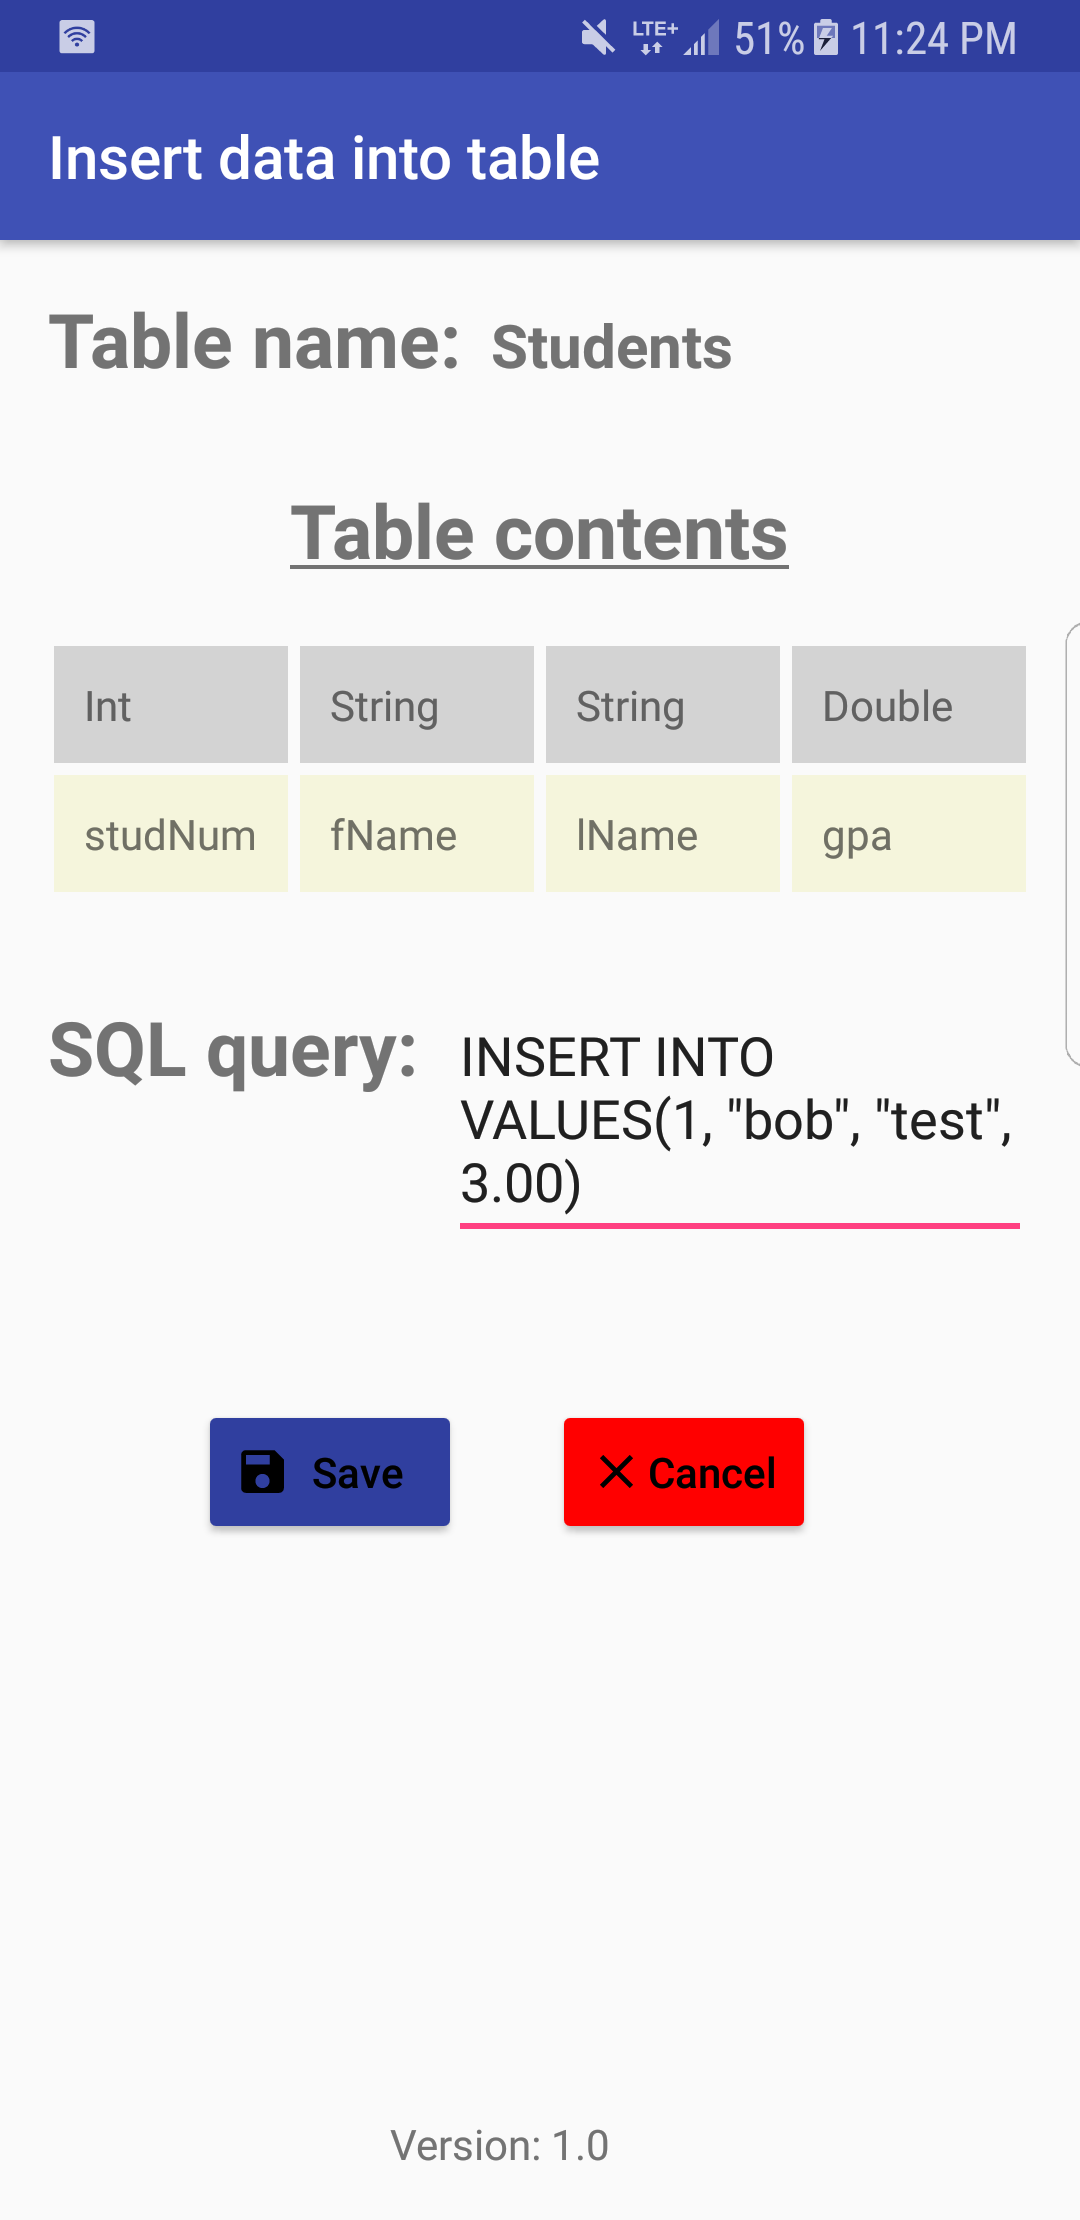 LTE+ 51% 11:24 PM
Insert data into table
Table name: Students
Table contents
Int String String Double
studNum fName lName gpa
SQL query: INSERT INTO
VALUES(1, "bob", "test",
3.00)
Save Cancel
Version: 1.0